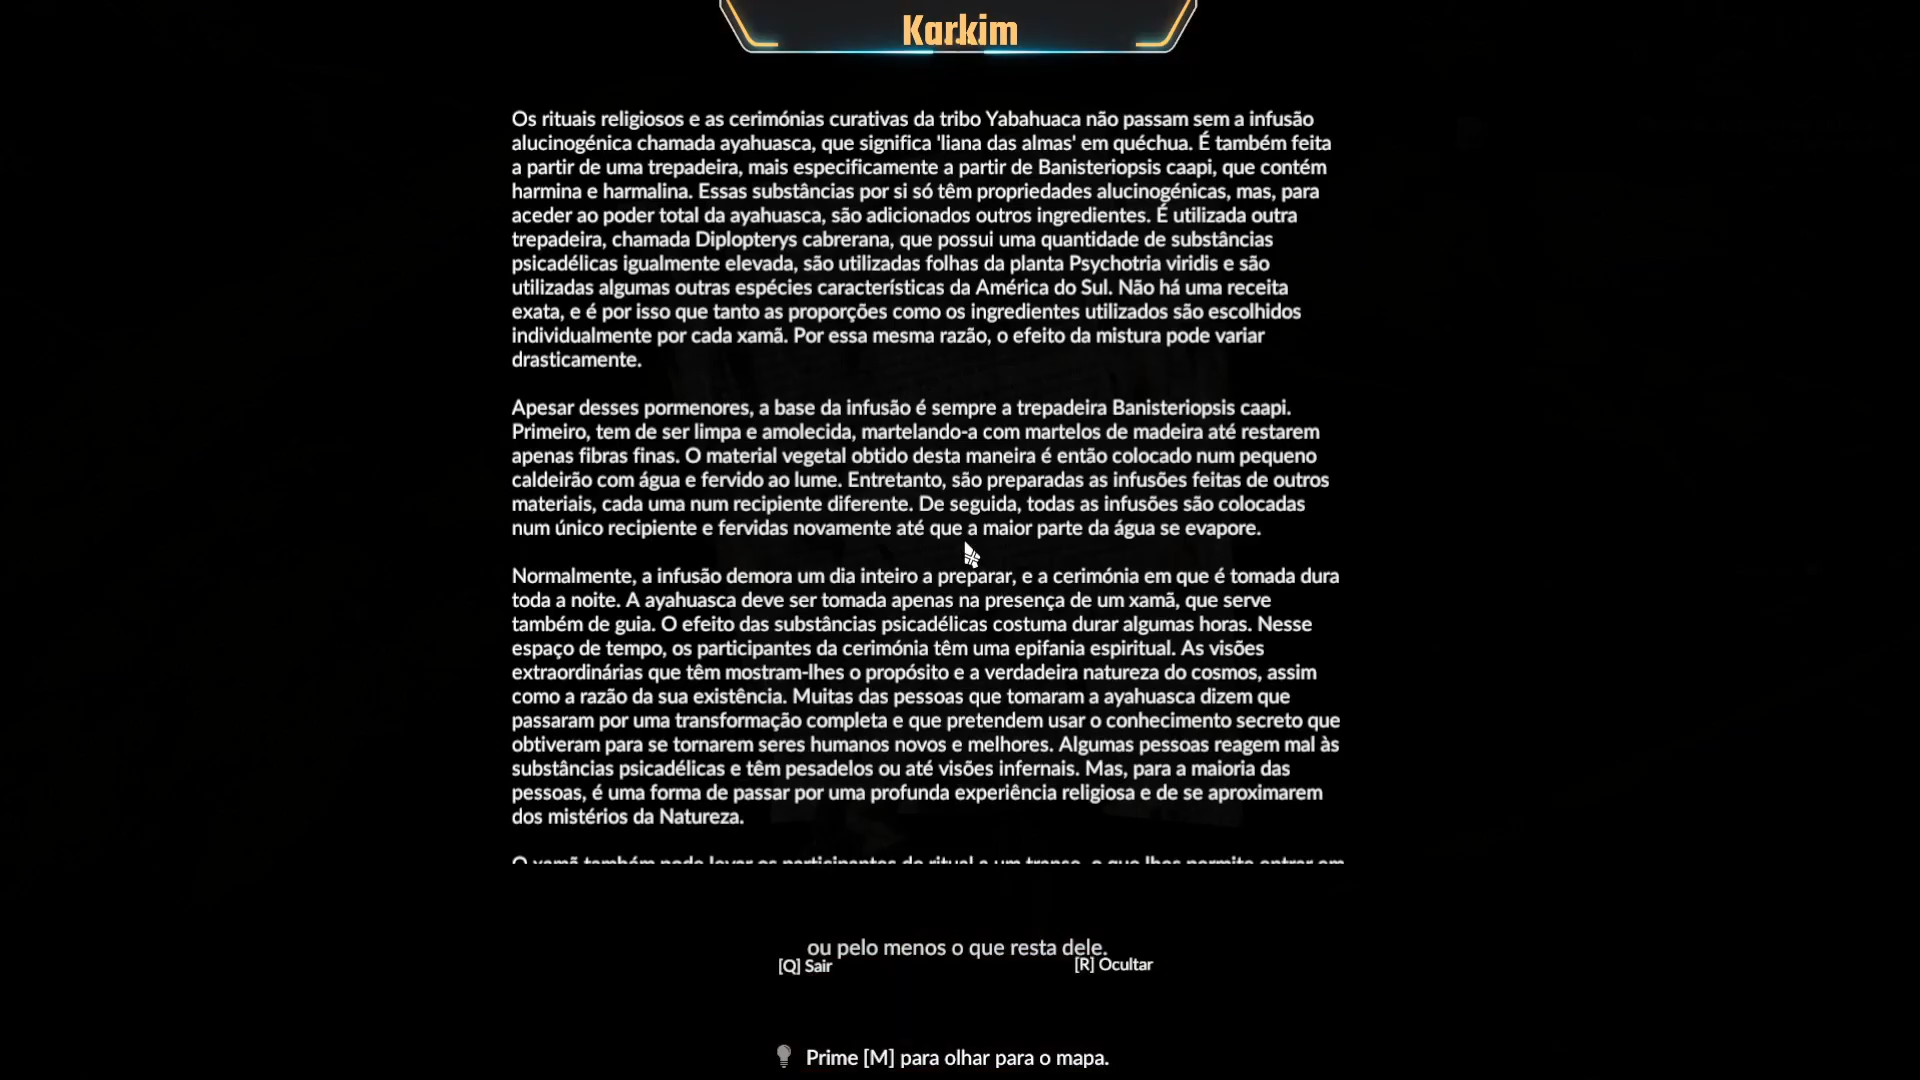 Karkim
Os rituais religiosos e as cerimónias curativas da tribo Yabahuaca não passam sem a infusão
alucinogénica chamada ayahuasca, que significa 'liana das almas' em quéchua. É também feita
a partir de uma trepadeira, mais especificamente a partir de Banisteriopsis caapi, que contém
harmina e harmalina. Essas substâncias por si só têm propriedades alucinogénicas, mas, para
aceder ao poder total da ayahuasca, são adicionados outros ingredientes. É utilizada outra
trepadeira, chamada Diplopterys cabrerana, que possui uma quantidade de substâncias
psicadélicas igualmente elevada, são utilizadas folhas da planta Psychotria viridis e são
utilizadas algumas outras espécies características da América do Sul. Não há uma receita
exata, e é por isso que tanto as proporções como os ingredientes utilizados são escolhidos
individualmente por cada xamã. Por essa mesma razão, o efeito da mistura pode variar
drasticamente.
Apesar desses pormenores, a base da infusão é sempre a trepadeira Banisteriopsis caapi.
Primeiro, tem de ser limpa e amolecida, martelando-a com martelos de madeira até restarem
apenas fibras finas. O material vegetal obtido desta maneira é então colocado num pequeno
caldeirão com água e fervido ao lume. Entretanto, são preparadas as infusões feitas de outros
materiais, cada uma num recipiente diferente. De seguida, todas as infusões são colocadas
num único recipiente e fervidas novamente até que a maior parte da água se evapore.
Normalmente, a infusão demora um dia inteiro a preparar, e a cerimónia em que é tomada dura
toda a noite. A ayahuasca deve ser tomada apenas na presença de um xamã, que serve
também de guia. O efeito das substâncias psicadélicas costuma durar algumas horas. Nesse
espaço de tempo, os participantes da cerimónia têm uma epifania espiritual. As visões
extraordinárias que têm mostram-lhes o propósito e a verdadeira natureza do cosmos, assim
como a razão da sua existência. Muitas das pessoas que tomaram a ayahuasca dizem que
passaram por uma transformação completa e que pretendem usar o conhecimento secreto que
obtiveram para se tornarem seres humanos novos e melhores. Algumas pessoas reagem mal às
substâncias psicadélicas e têm pesadelos ou até visões infernais. Mas, para a maioria das
pessoas, é uma forma de passar por uma profunda experiência religiosa e de se aproximarem
dos mistérios da Natureza.
O xamã também pode levar os participantes do ritual a um transe, o que lhes permite entrar em
ou pelo menos o que resta dele.
[Q] Sair [R] Ocultar
Prime [M] para olhar para o mapa.